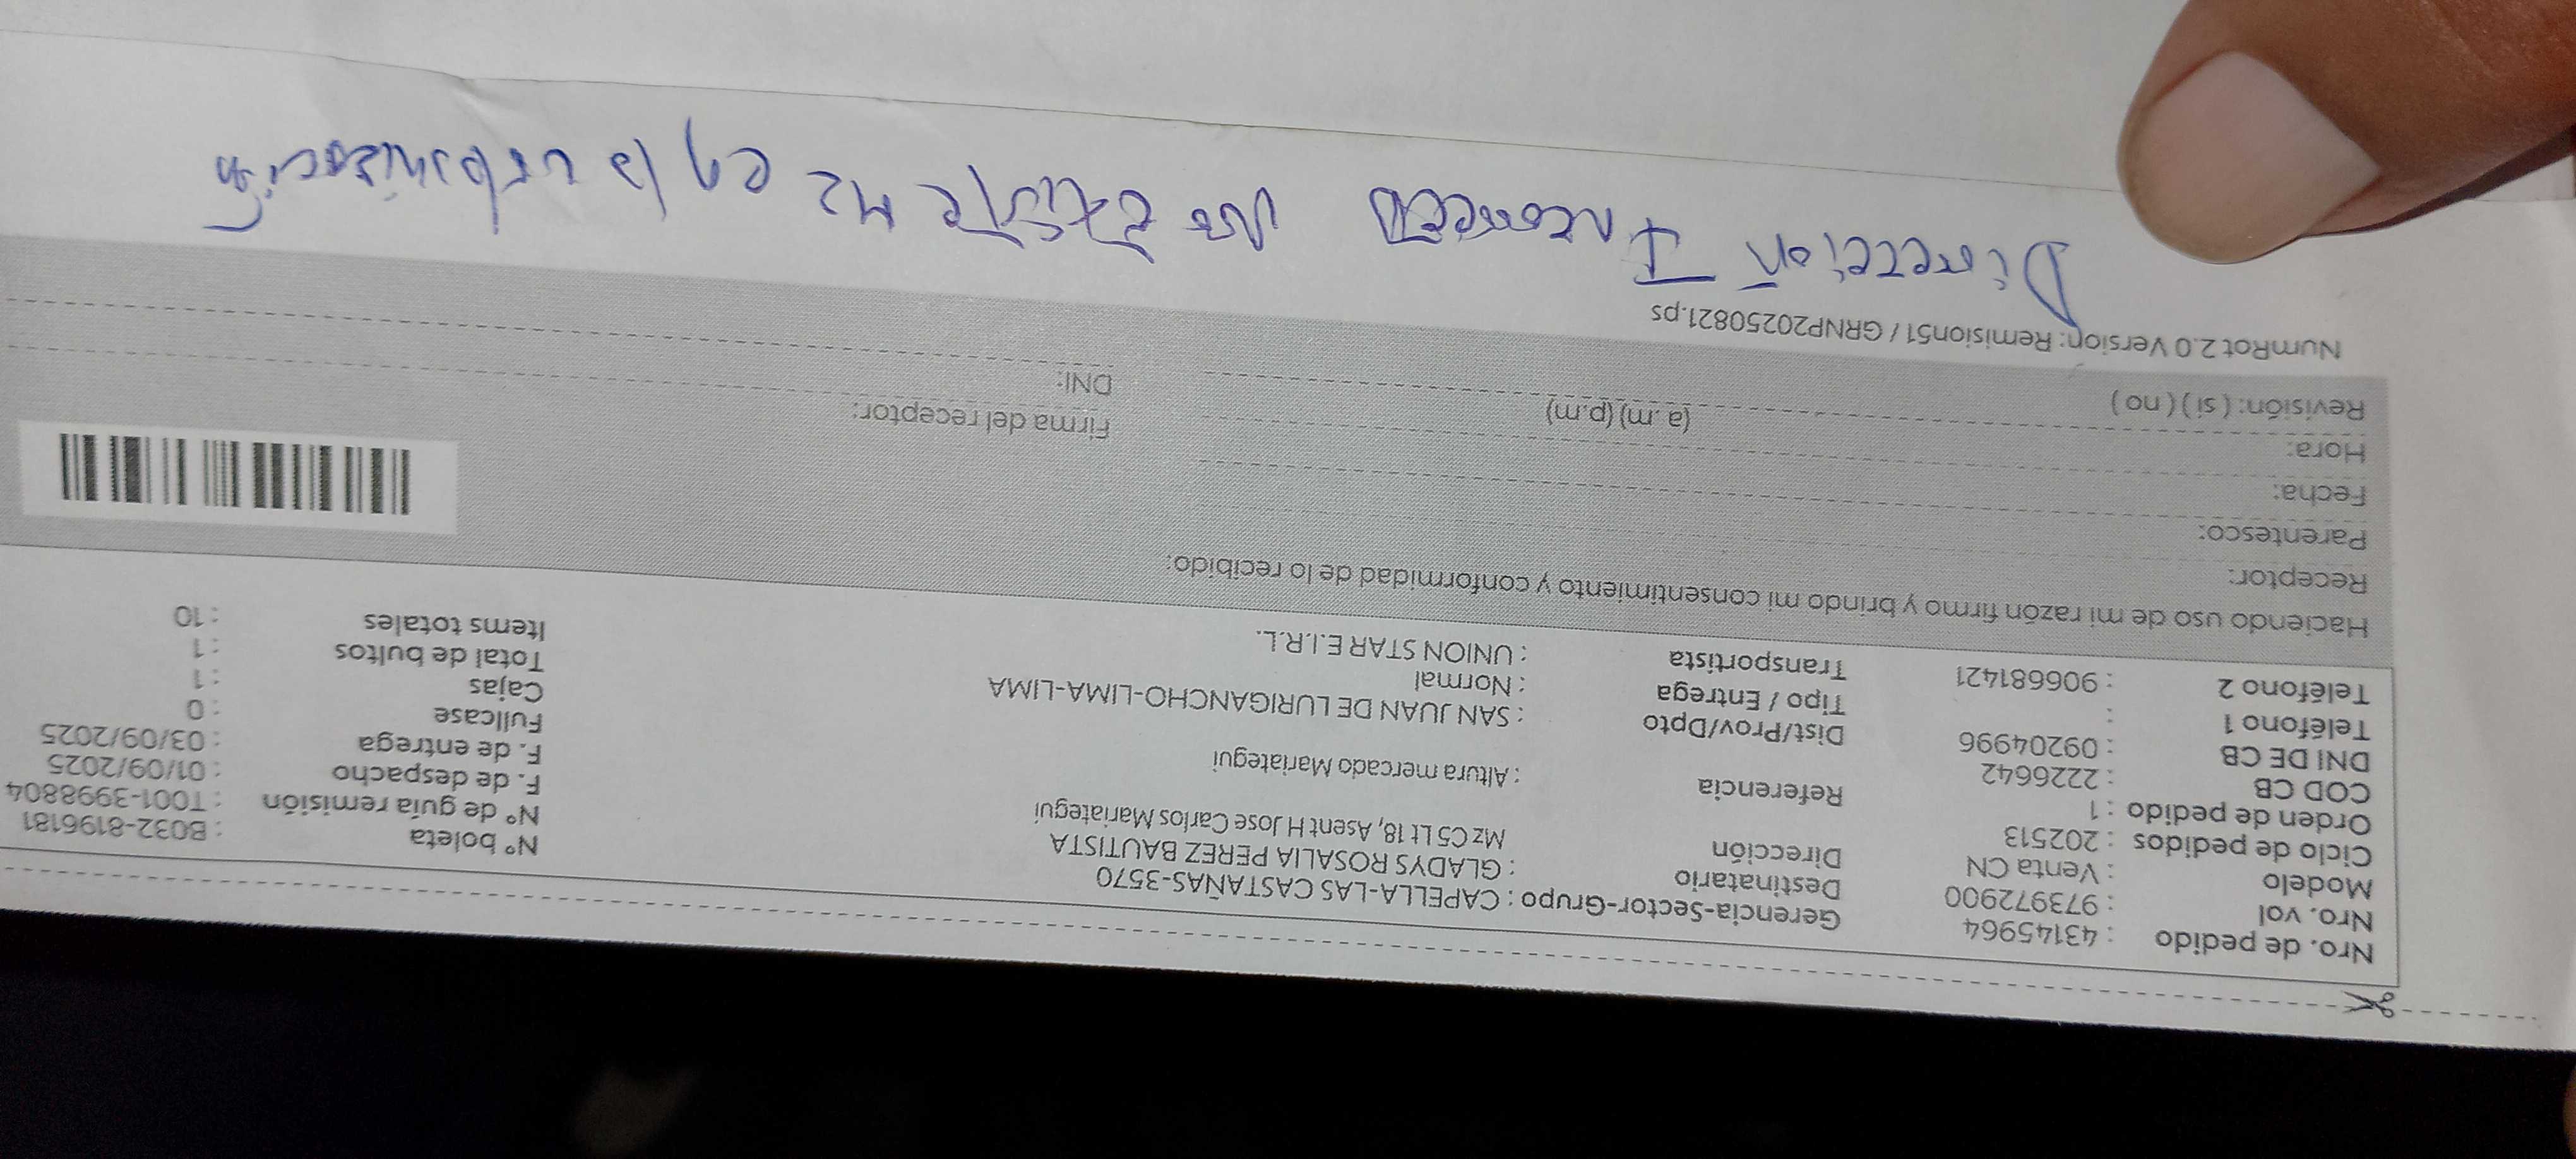 Nro. de pedido : 43145964
Nro. vol : 973972900
Modelo : Venta CN
Ciclo de pedidos : 202513
Orden de pedido : 1
COD CB : 2226642
DNI DE CB : 09204996
Teléfono 1 :
Teléfono 2 : 906681421
Gerencia-Sector-Grupo : CAPELLA-LAS CASTAÑAS-3570
Destinatario : GLADYS ROSALIA PEREZ BAUTISTA
Dirección Mz C5 Lt 18, Asent H Jose Carlos Mariategui
Referencia : Altura mercado Mariategui
Dist/Prov/Dpto : SAN JUAN DE LURIGANCHO-LIMA-LIMA
Tipo / Entrega : Normal
Transportista : UNION STAR E.I.R.L.
N° boleta : B032-8196181
N° de guía remisión : T001-3998804
F. de despacho : 01/09/2025
F. de entrega : 03/09/2025
Fullcase : 0
Cajas : 1
Total de bultos : 1
Items totales : 10
Haciendo uso de mi razón firmo y brindo mi consentimiento y conformidad de lo recibido:
Receptor:
Parentesco:
Fecha:
Hora: (a.m) (p.m)
Revisión: ( si ) ( no )
Firma del receptor:
DNI:
NumRot 2.0 Version: Remision51 / GRNP20250821.ps
Dirección no existe Mz en la urbanización